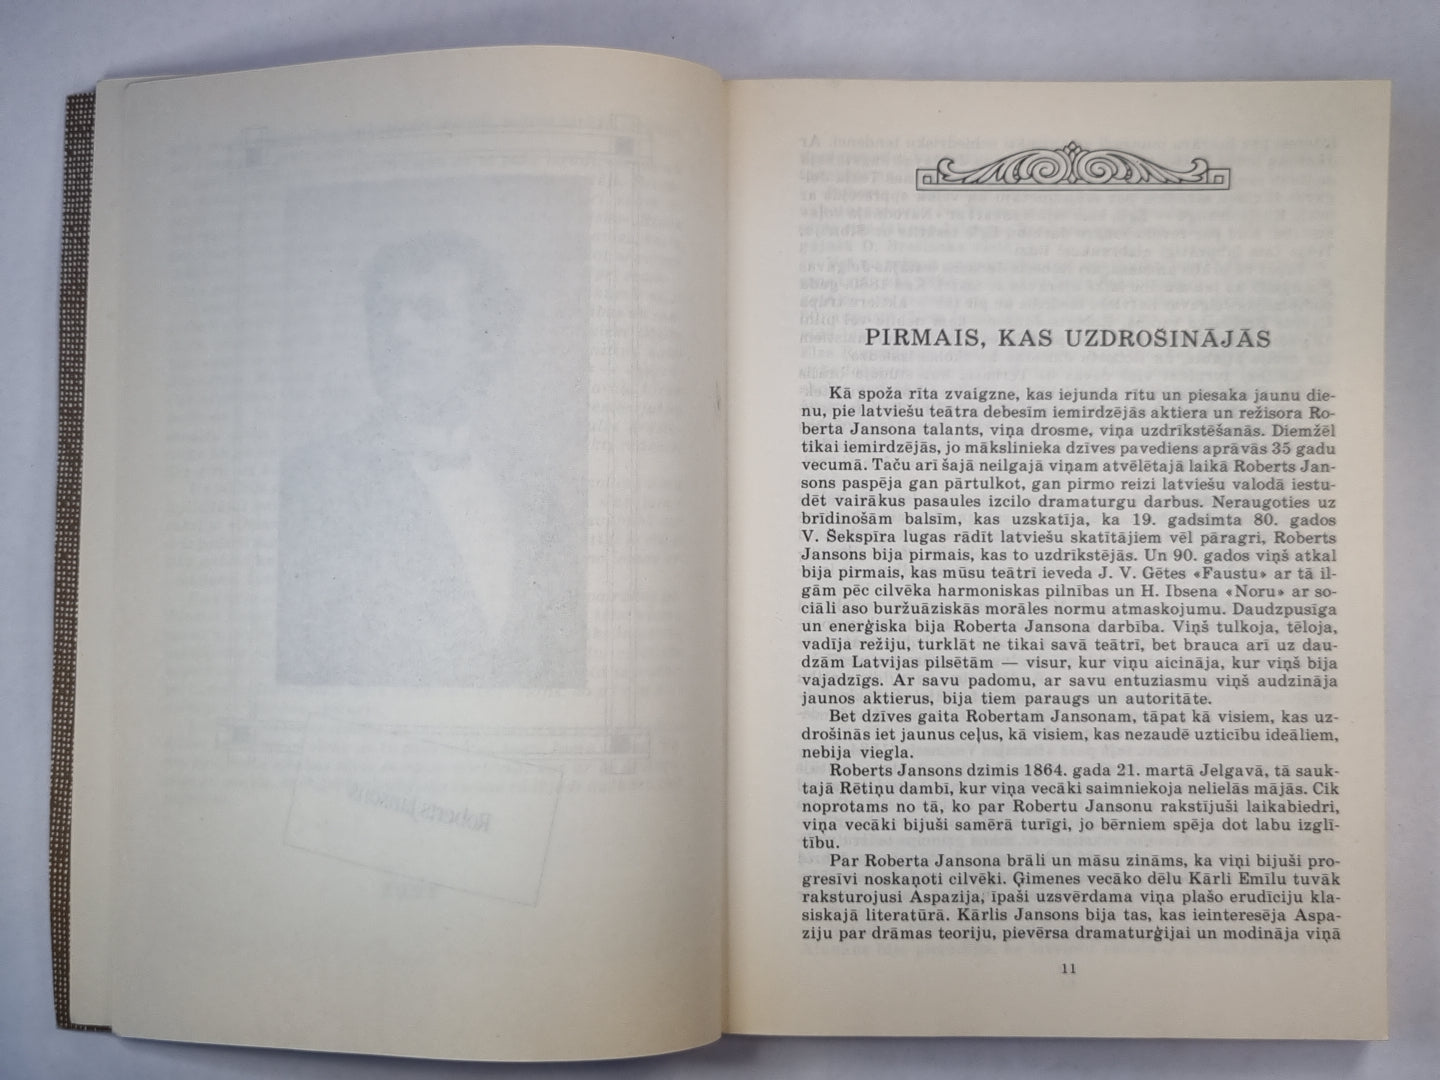 PIRMAIS, KAS UZDROŠINĀJĀS
Kā spoža rīta zvaigzne, kas iejunda rītu un piesaka jaunu die-
nu, pie latviešu teātra debesīm iemirdzējās aktiera un režisora Ro-
berta Jansona talants, viņa drosme, viņa uzdrīkstēšanās. Diemžēl
tikai iemirdzējās, jo mākslinieka dzīves pavediens aprāvās 35 gadu
vecumā. Taču arī šajā neilgajā viņam atvēlētajā laikā Roberts Jan-
sons paspēja gan pārtulkot, gan pirmo reizi latviešu valodā iestu-
dēt vairākus pasaules izcilo dramaturgu darbus. Neraugoties uz
brīdinošām balsīm, kas uzskatīja, ka 19. gadsimta 80. gados
V. Šekspīra lugas rādīt latviešu skatītājiem vēl pāragri, Roberts
Jansons bija pirmais, kas to uzdrīkstējās. Un 90. gados viņš atkal
bija pirmais, kas mūsu teātrī ieveda J. V. Gētes «Faustu» ar tā il-
gām pēc cilvēka harmoniskas pilnības un H. Ibsena «Noru» ar so-
ciāli aso buržuāziskās morāles normu atmaskojumu. Daudzpusīga
un enerģiska bija Roberta Jansona darbība. Viņš tulkoja, tēloja,
vadīja režiju, turklāt ne tikai savā teātrī, bet brauca arī uz dau-
dzām Latvijas pilsētām — visur, kur viņu aicināja, kur viņš bija
vajadzīgs. Ar savu padomu, ar savu entuziasmu viņš audzināja
jaunos aktierus, bija tiem paraugs un autoritāte.
Bet dzīves gaita Robertam Jansonam, tāpat kā visiem, kas uz-
drošinās iet jaunus ceļus, kā visiem, kas nezaudē uzticību ideāliem,
nebija viegla.
Roberts Jansons dzimis 1864. gada 21. martā Jelgavā, tā sauk-
tajā Rētiņu dambī, kur viņa vecāki saimniekoja nelielās mājās. Cik
noprotams no tā, ko par Robertu Jansonu rakstījuši laikabiedri,
viņa vecāki bijuši samērā turīgi, jo bērniem spēja dot labu izglī-
tību.
Par Roberta Jansona brāli un māsu zināms, ka viņi bijuši pro-
gresīvi noskaņoti cilvēki. Ģimenes vecāko dēlu Kārli Emīlu tuvāk
raksturojusi Aspazija, īpaši uzsvērdama viņa plašo erudīciju kla-
siskajā literatūrā. Kārlis Jansons bija tas, kas ieinteresēja Aspa-
ziju par drāmas teoriju, pievērsa dramaturģijai un modināja viņā
11